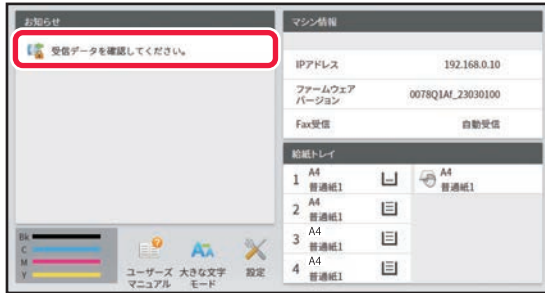 お知らせ
受信データを確認してください。
マシン情報
IPアドレス 192.168.0.10
ファームウェア
バージョン 0078Q1Af_23030100
Fax受信 自動受信
給紙トレイ
1 A4
普通紙1
A4
普通紙1
2 A4
普通紙1
3 A4
普通紙1
4 A4
普通紙1
Bk
C
M
Y
ユーザーズ
マニュアル
大きな文字
モード
設定